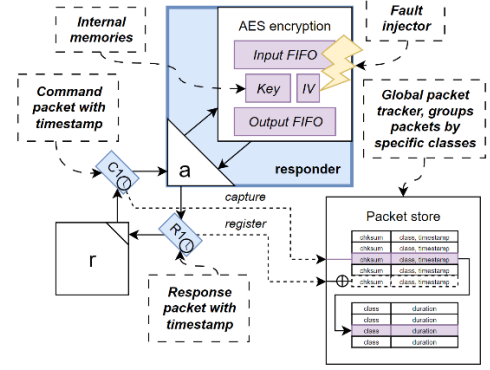 Internal
memories
AES encryption
Input FIFO
Key
IV
Output FIFO
Fault
injector
Command
packet with
timestamp
Global packet
tracker, groups
packets by
specific classes
responder
a
C1
capture
register
R1
r
Response
packet with
timestamp
Packet store
chksum class, timestamp
chksum class, timestamp
chksum class, timestamp
chksum class, timestamp
chksum class, timestamp
class duration
class duration
class duration
class duration